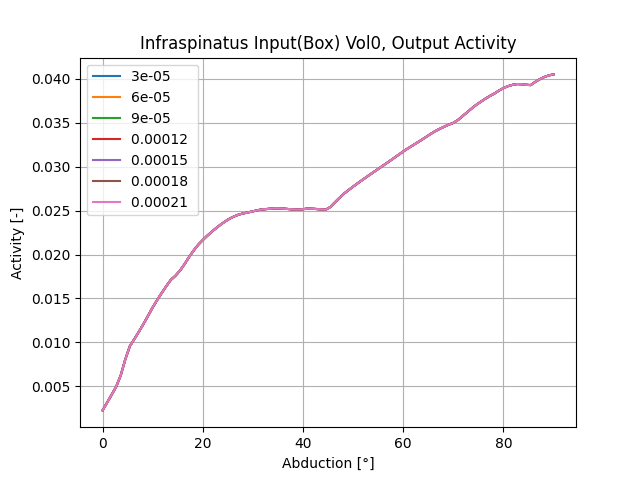 Infraspinatus Input(Box) Vol0, Output Activity
0.040
0.035
0.030
0.025
0.020
0.015
0.010
0.005
Activity [-]
3e-05
6e-05
9e-05
0.00012
0.00015
0.00018
0.00021
0 20 40 60 80
Abduction [°]